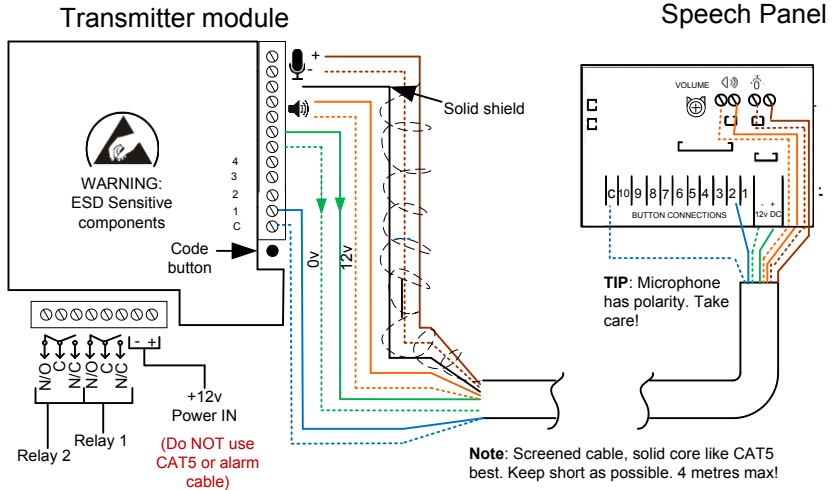 Transmitter module
Speech Panel
+
-
Solid shield
VOLUME
WARNING:
ESD Sensitive
components
4
3
2
1
C
Code
button
0v
12v
C 10 9 8 7 6 5 4 3 2 1
BUTTON CONNECTIONS
- +
12v DC
TIP: Microphone
has polarity. Take
care!
- +
N/O C N/C N/O C N/C
+12v
Power IN
Relay 1
Relay 2
(Do NOT use
CAT5 or alarm
cable)
Note: Screened cable, solid core like CAT5
best. Keep short as possible. 4 metres max!